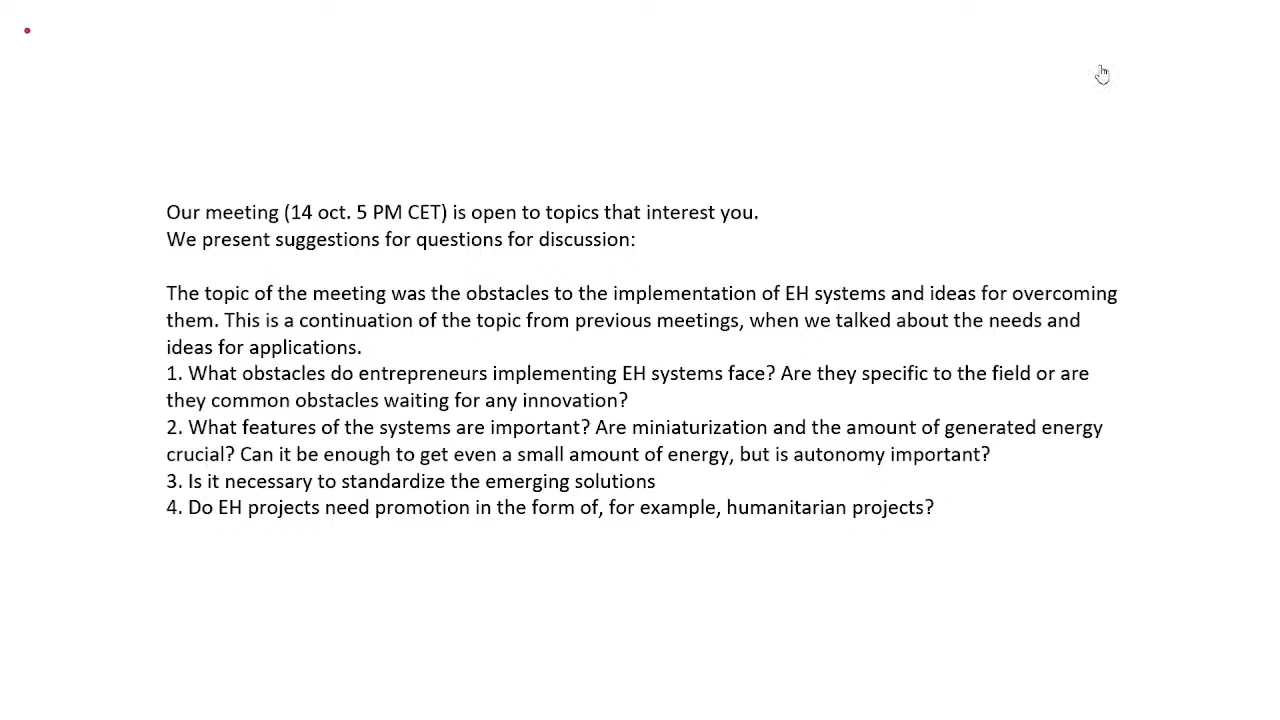 Our meeting (14 oct. 5 PM CET) is open to topics that interest you.
We present suggestions for questions for discussion:
The topic of the meeting was the obstacles to the implementation of EH systems and ideas for overcoming
them. This is a continuation of the topic from previous meetings, when we talked about the needs and
ideas for applications.
1. What obstacles do entrepreneurs implementing EH systems face? Are they specific to the field or are
they common obstacles waiting for any innovation?
2. What features of the systems are important? Are miniaturization and the amount of generated energy
crucial? Can it be enough to get even a small amount of energy, but is autonomy important?
3. Is it necessary to standardize the emerging solutions
4. Do EH projects need promotion in the form of, for example, humanitarian projects?